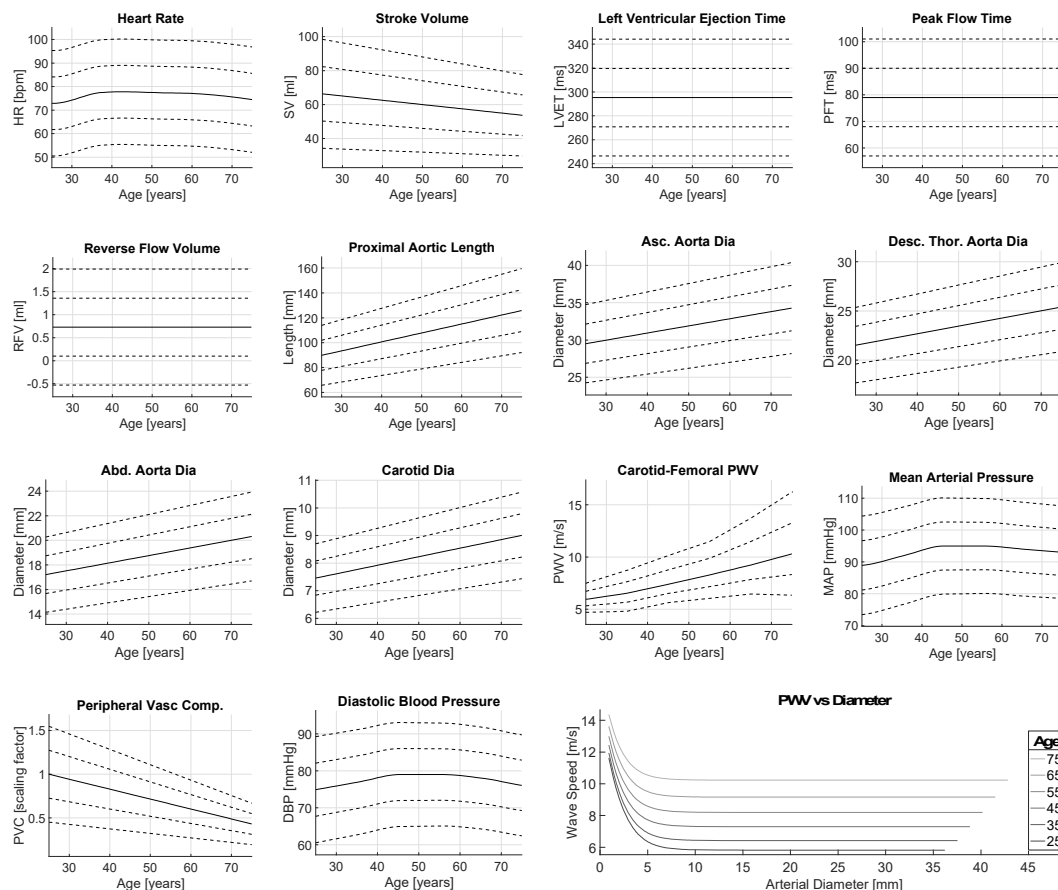 Heart Rate
HR [bpm]
100
90
80
70
60
50
30 40 50 60 70
Age [years]
Stroke Volume
SV [ml]
100
80
60
40
30 40 50 60 70
Age [years]
Left Ventricular Ejection Time
LVET [ms]
340
320
300
280
260
240
30 40 50 60 70
Age [years]
Peak Flow Time
PFT [ms]
100
90
80
70
60
30 40 50 60 70
Age [years]
Reverse Flow Volume
RFV [ml]
2
1.5
1
0.5
0
-0.5
30 40 50 60 70
Age [years]
Proximal Aortic Length
Length [mm]
160
140
120
100
80
60
30 40 50 60 70
Age [years]
Asc. Aorta Dia
Diameter [mm]
40
35
30
25
30 40 50 60 70
Age [years]
Desc. Thor. Aorta Dia
Diameter [mm]
30
25
20
30 40 50 60 70
Age [years]
Abd. Aorta Dia
Diameter [mm]
24
22
20
18
16
14
30 40 50 60 70
Age [years]
Carotid Dia
Diameter [mm]
11
10
9
8
7
6
30 40 50 60 70
Age [years]
Carotid-Femoral PWV
PWV [m/s]
15
10
5
30 40 50 60 70
Age [years]
Mean Arterial Pressure
MAP [mmHg]
110
100
90
80
70
30 40 50 60 70
Age [years]
Peripheral Vasc Comp.
PVC [scaling factor]
1.5
1
0.5
30 40 50 60 70
Age [years]
Diastolic Blood Pressure
DBP [mmHg]
90
80
70
60
30 40 50 60 70
Age [years]
PWV vs Diameter
Wave Speed [m/s]
14
12
10
8
6
0 5 10 15 20 25 30 35 40 45
Arterial Diameter [mm]
Age
75
65
55
45
35
25